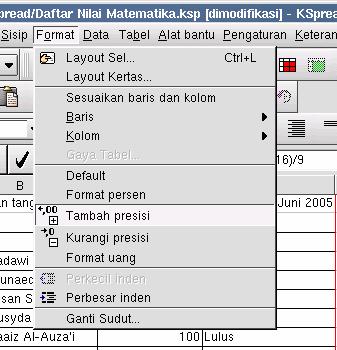 pread/Daftar Nilai Matematika.ksp [dimodifikasi] - KSpread
Sisip Format Data Tabel Alat bantu Pengaturan Keteran
Layout Sel... Ctrl+L
Layout Kertas...
Sesuaikan baris dan kolom
Baris
Kolom
Gaya Tabel...
16)/9
Default
B
Format persen
n tang
Juni 2005
Tambah presisi
Kurangi presisi
adawi
Format uang
unaed
Perkecil inden
san S
Perbesar inden
usyda
Ganti Sudut...
aaiz Al-Auza'i 100 Lulus